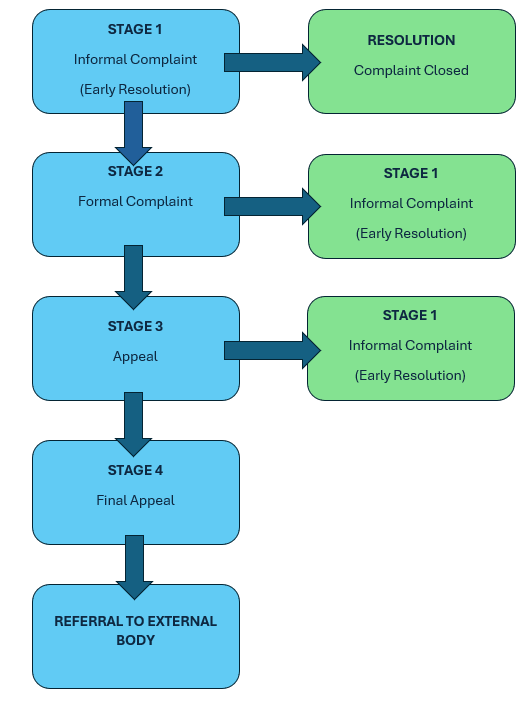 STAGE 1
Informal Complaint
(Early Resolution)
RESOLUTION
Complaint Closed
STAGE 2
Formal Complaint
STAGE 1
Informal Complaint
(Early Resolution)
STAGE 3
Appeal
STAGE 1
Informal Complaint
(Early Resolution)
STAGE 4
Final Appeal
REFERRAL TO EXTERNAL
BODY